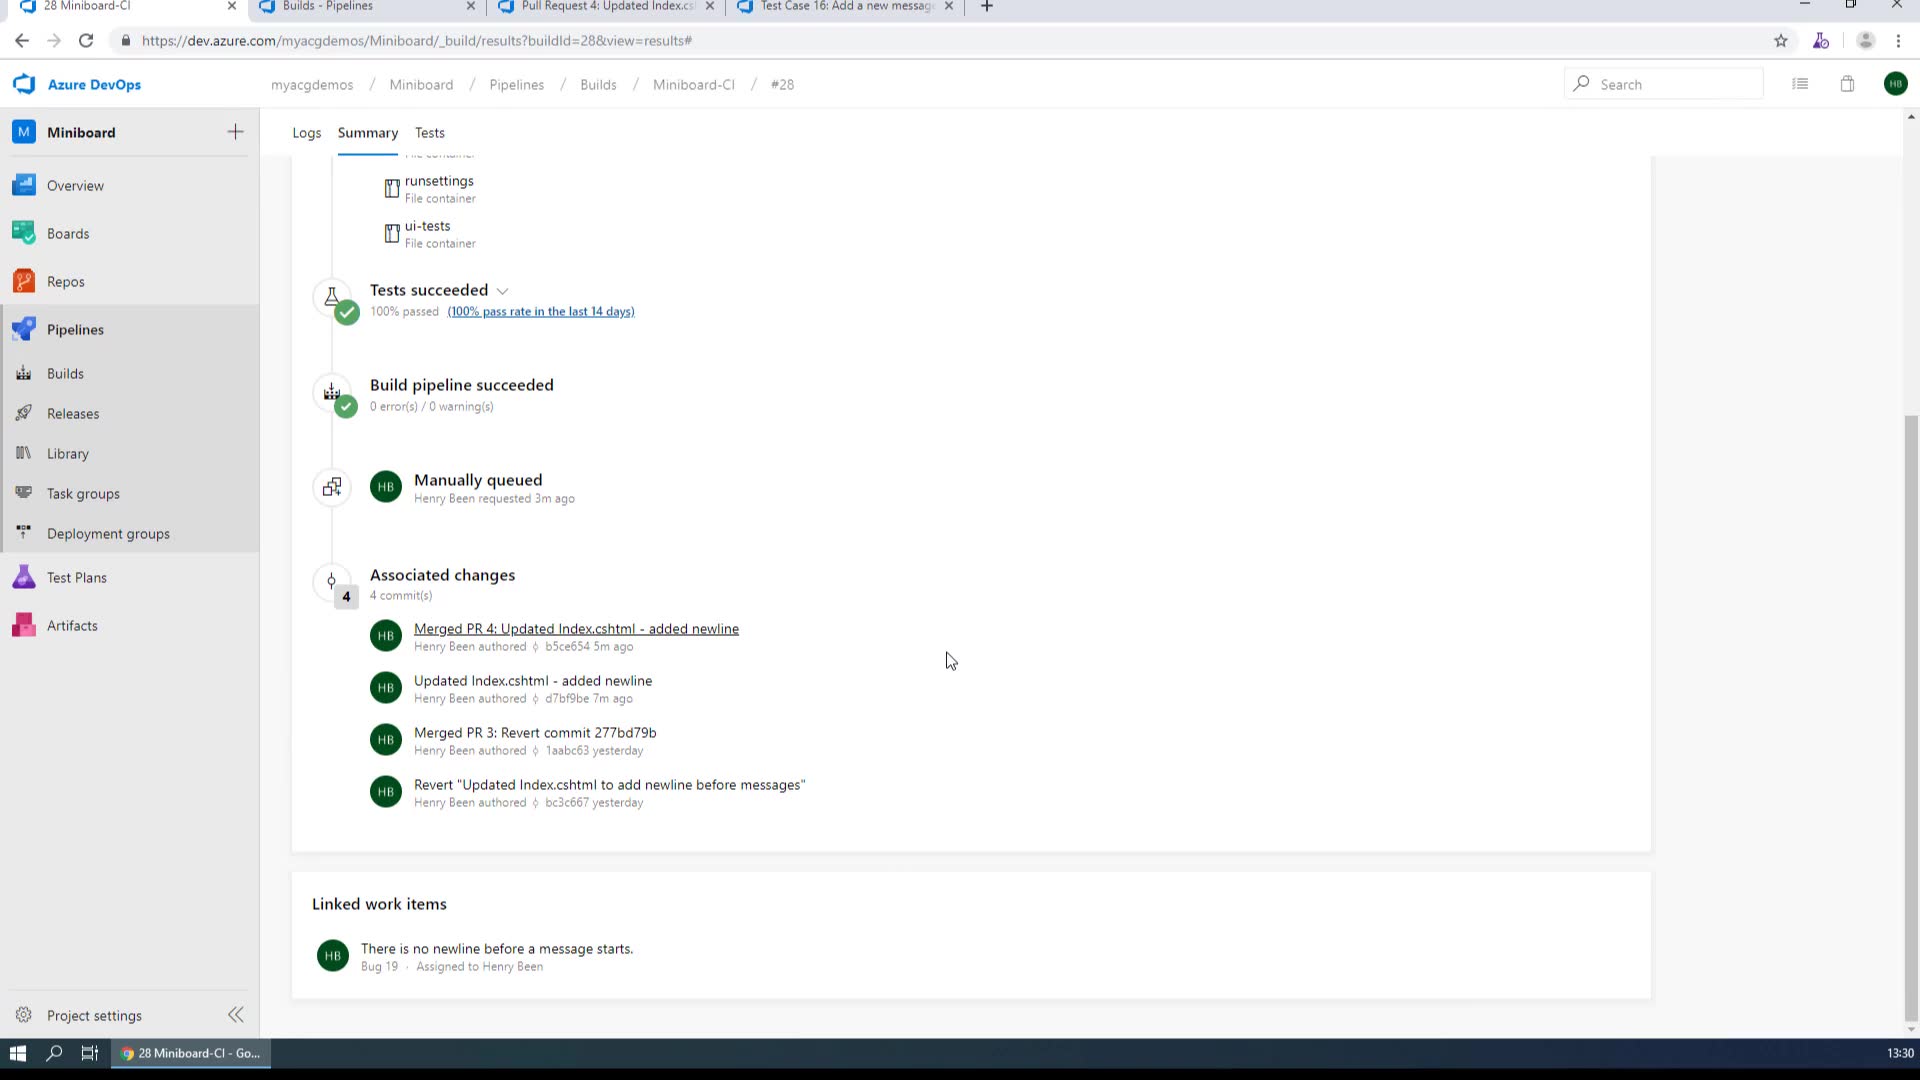 28 Miniboard-CI
Builds - Pipelines
Pull Request 4: Updated Index.cs
Test Case 16: Add a new message
https://dev.azure.com/myacgdemos/Miniboard/_build/results?buildId=28&view=results#
Azure DevOps
myacgdemos / Miniboard / Pipelines / Builds / Miniboard-CI / #28
Search
HB
M Miniboard
Overview
Boards
Repos
Pipelines
Builds
Releases
Library
Task groups
Deployment groups
Test Plans
Artifacts
Project settings
Logs Summary Tests
File container
runsettings
File container
ui-tests
File container
Tests succeeded
100% passed (100% pass rate in the last 14 days)
Build pipeline succeeded
0 error(s) / 0 warning(s)
HB Manually queued
Henry Been requested 3m ago
Associated changes
4 4 commit(s)
HB Merged PR 4: Updated Index.cshtml - added newline
Henry Been authored b5ce654 5m ago
HB Updated Index.cshtml - added newline
Henry Been authored d7bf9be 7m ago
HB Merged PR 3: Revert commit 277bd79b
Henry Been authored 1aabc63 yesterday
HB Revert "Updated Index.cshtml to add newline before messages"
Henry Been authored bc3c667 yesterday
Linked work items
HB There is no newline before a message starts.
Bug 19 · Assigned to Henry Been
28 Miniboard-CI - Go...
13:30